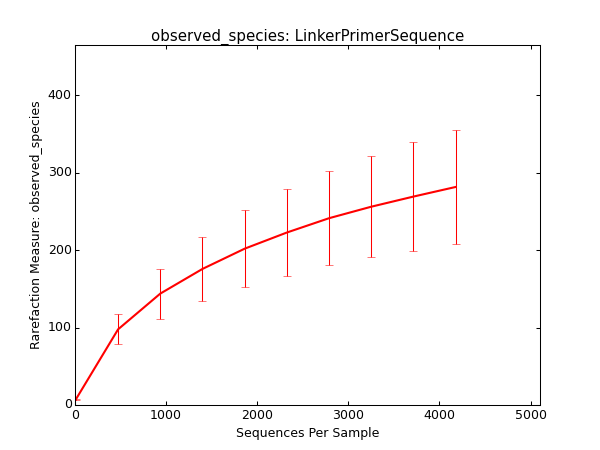 observed_species: LinkerPrimerSequence
Rarefaction Measure: observed_species
400
300
200
100
0
0 1000 2000 3000 4000 5000
Sequences Per Sample